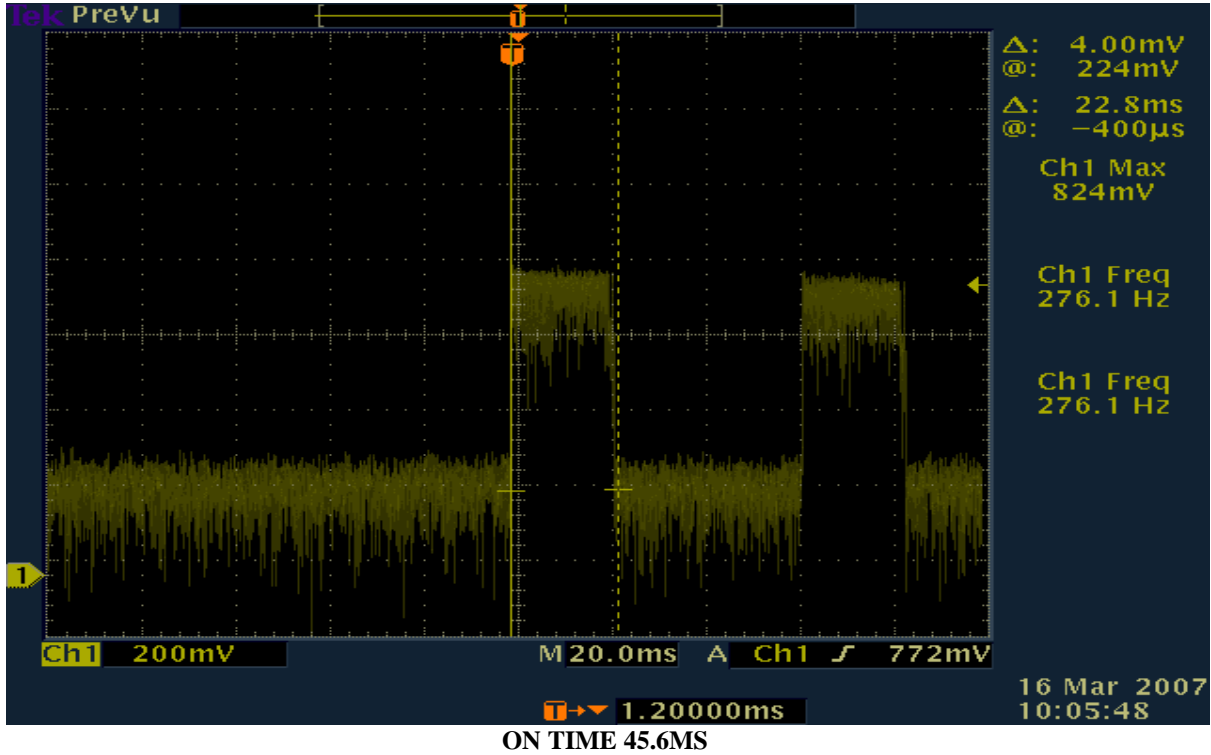 Tek PreVu
T
T
Δ: 4.00mV
@: 224mV
Δ: 22.8ms
@: −400µs
Ch1 Max
824mV
Ch1 Freq
276.1 Hz
Ch1 Freq
276.1 Hz
1
Ch1 200mV M 20.0ms A Ch1 772mV
T 1.20000ms
16 Mar 2007
10:05:48
ON TIME 45.6MS